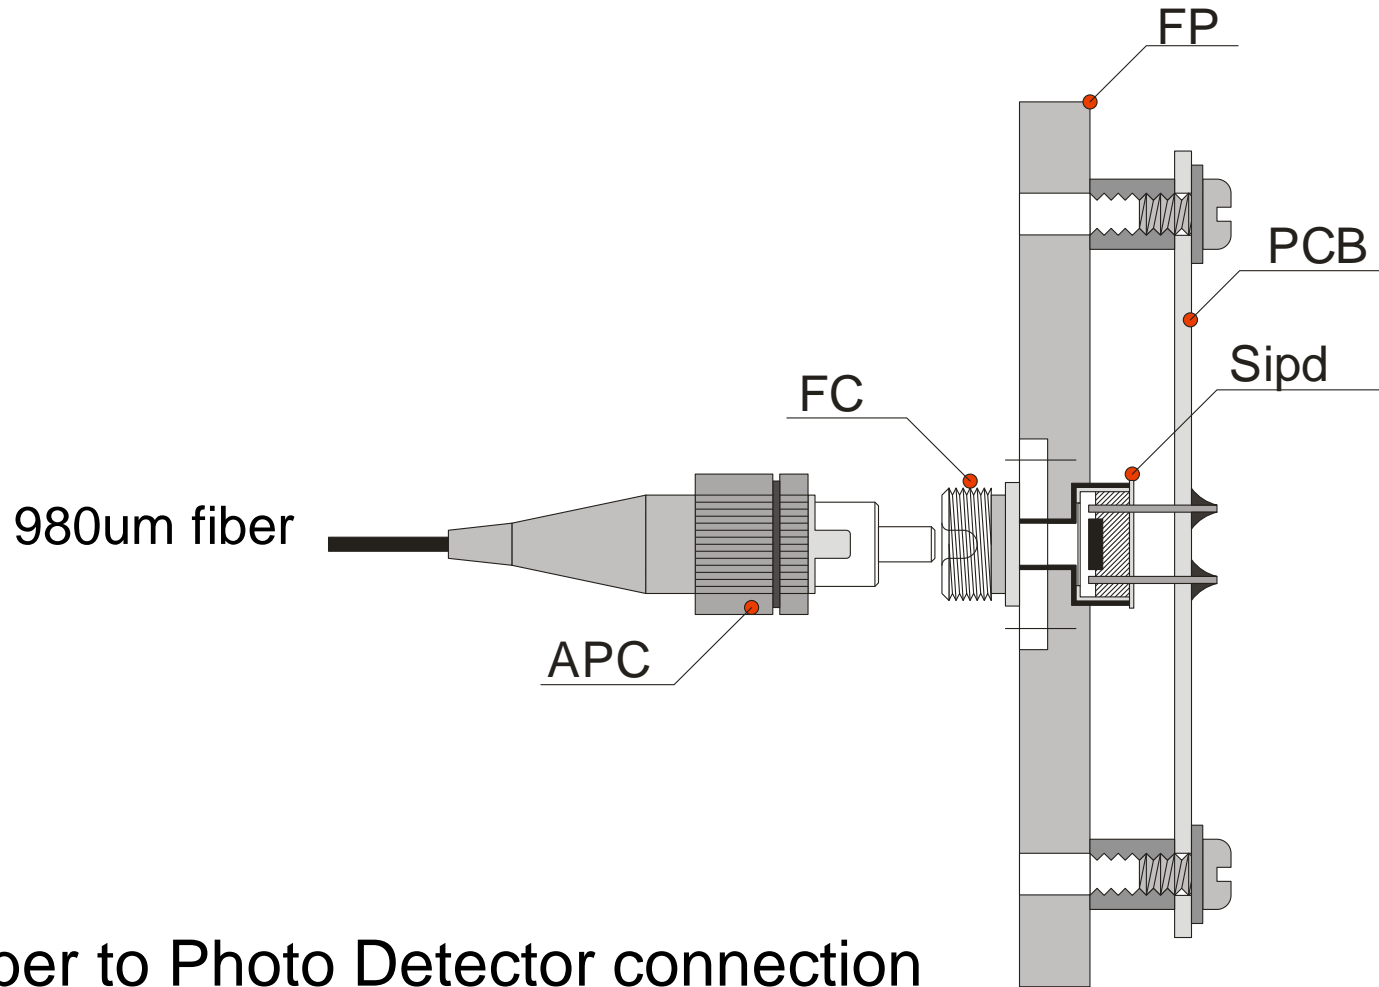 FP
PCB
Sipd
FC
980um fiber
APC
ber to Photo Detector connection